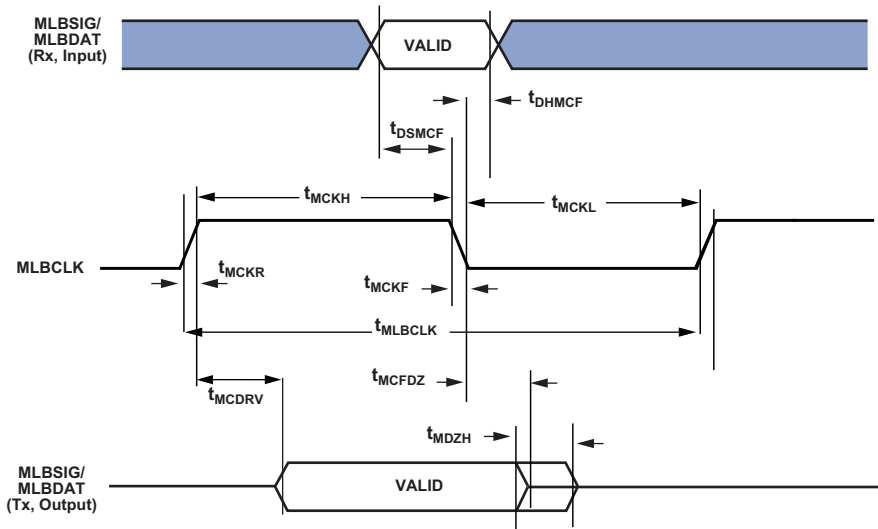 MLBSIG/
MLBDAT
(Rx, Input)
VALID
tDHMCF
tDSMCF
tMCKH
tMCKL
MLBCLK
tMCKR
tMCKF
tMLBCLK
tMCFDZ
tMCDRV
tMDZH
MLBSIG/
MLBDAT
(Tx, Output)
VALID